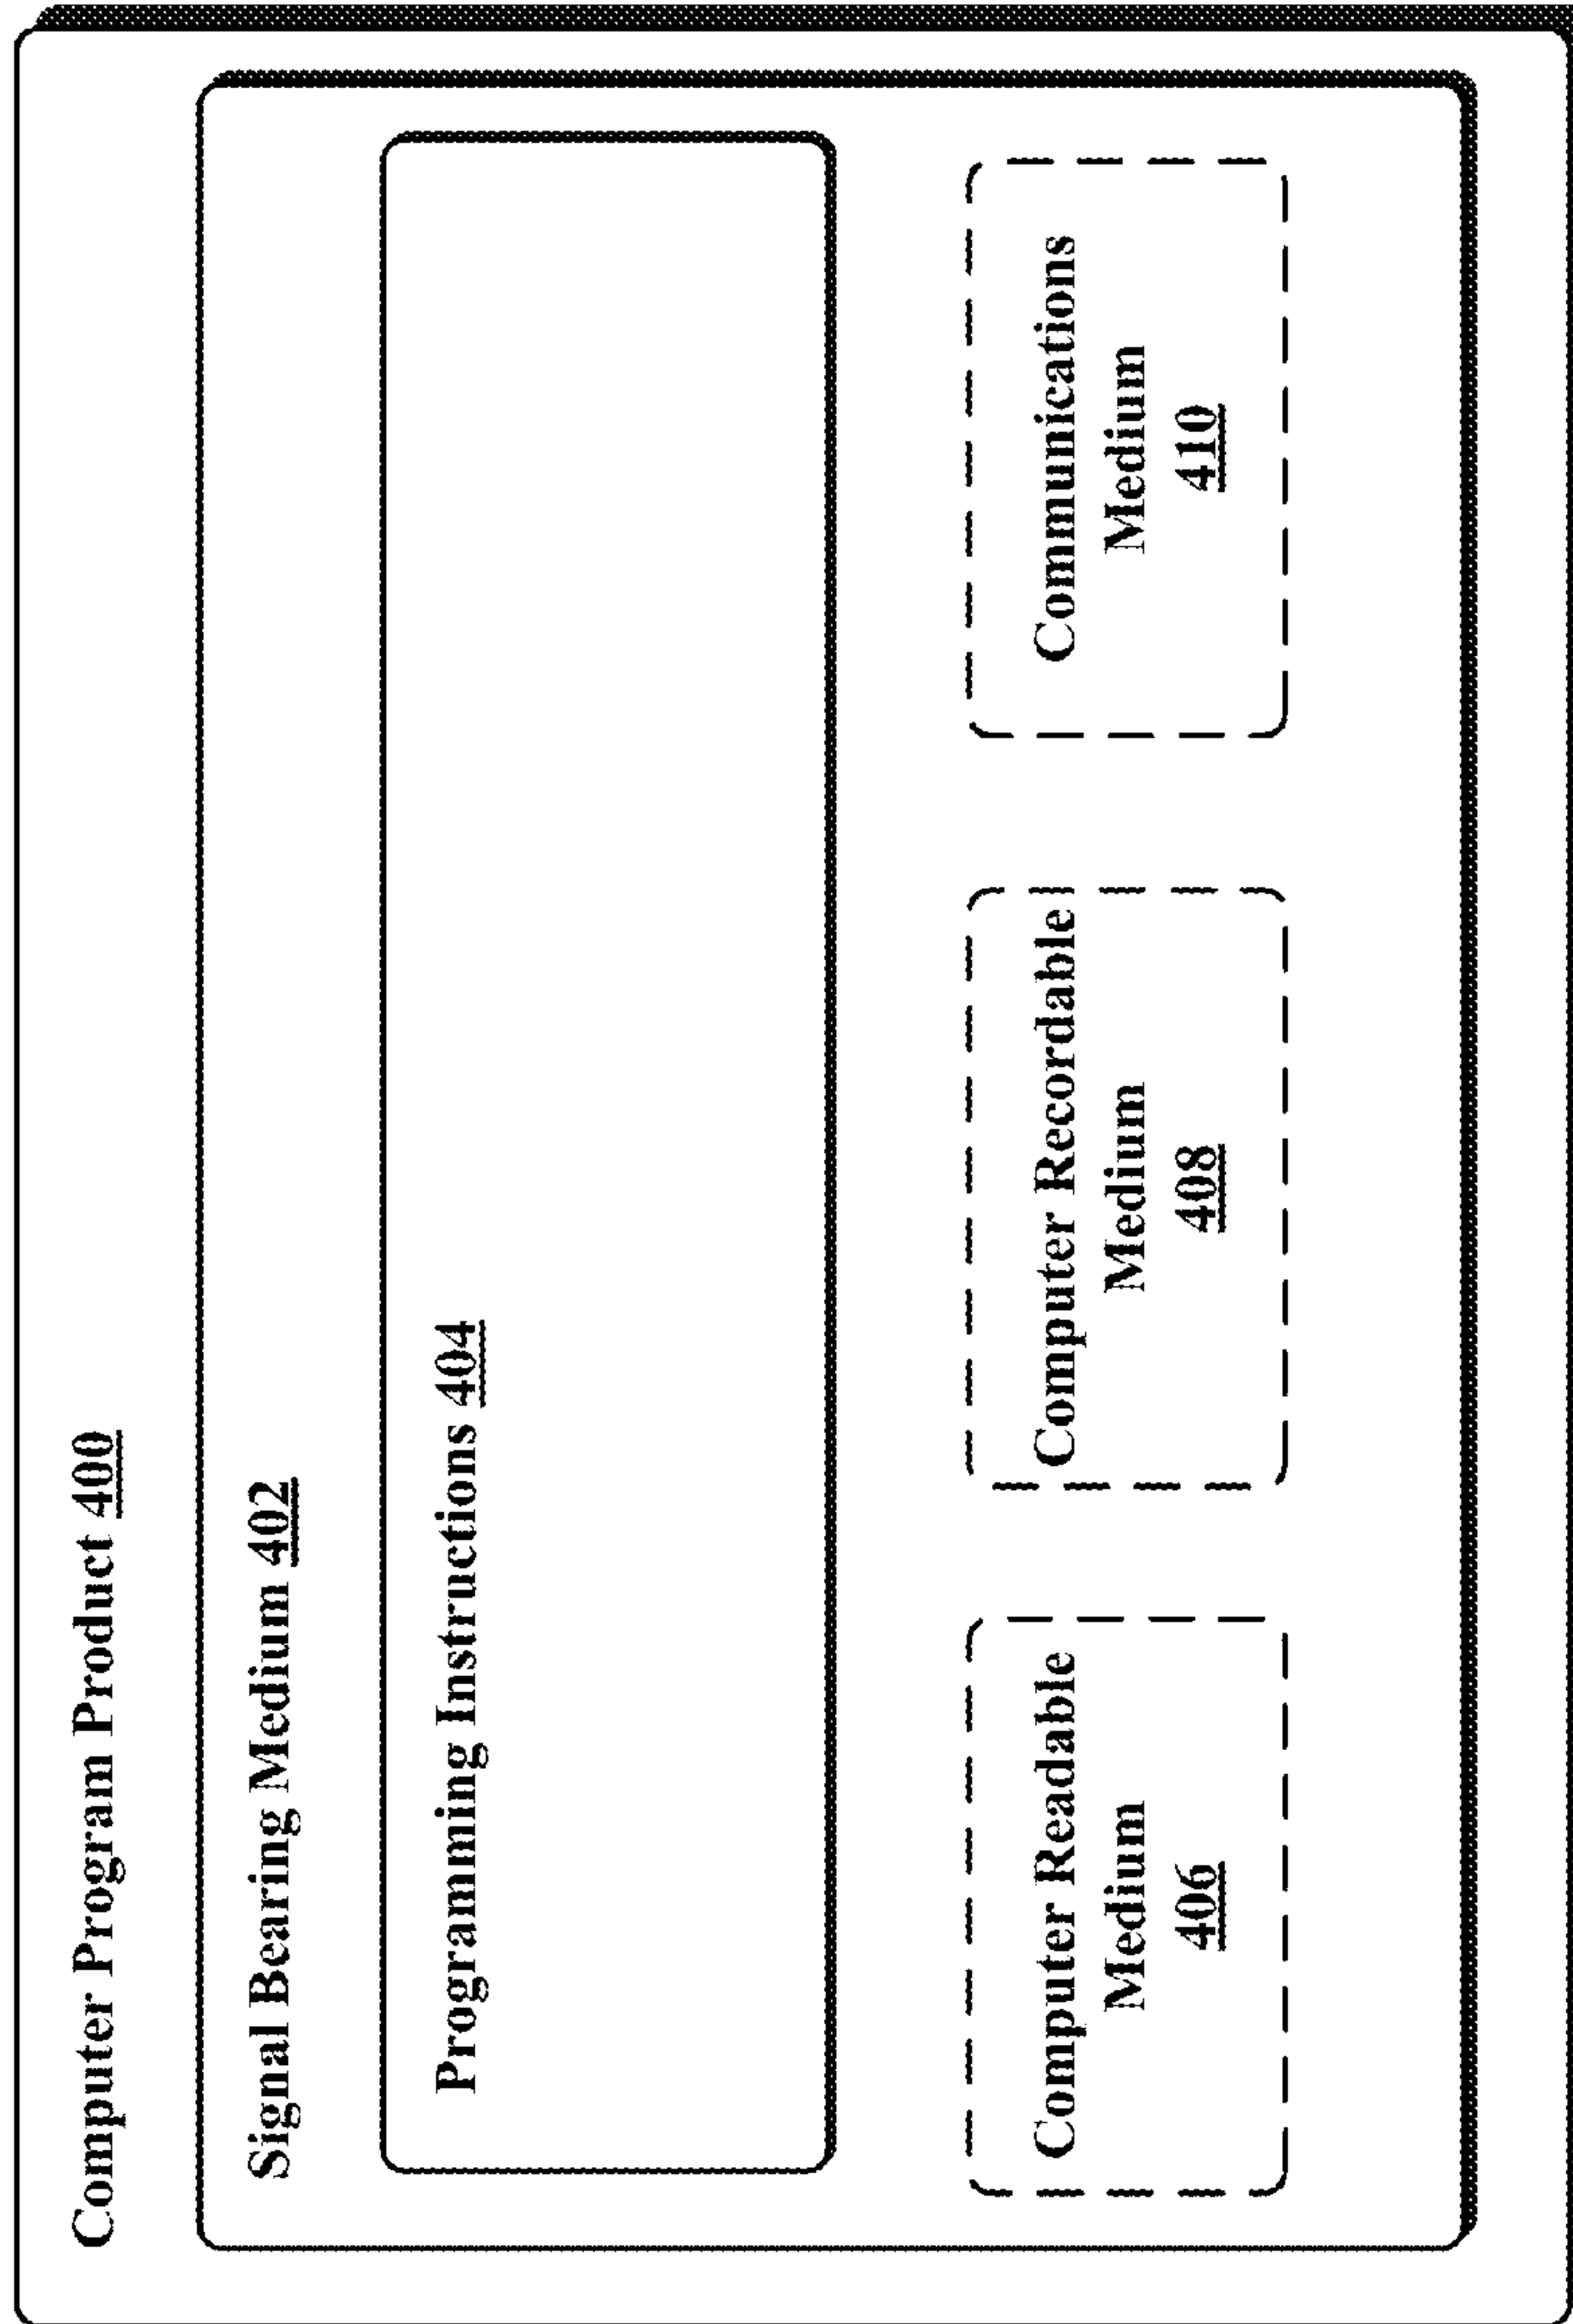 Computer Program Product 400
Signal Bearing Medium 402
Programming Instructions 404
Computer Readable
Medium
406
Computer Recordable
Medium
408
Communications
Medium
410